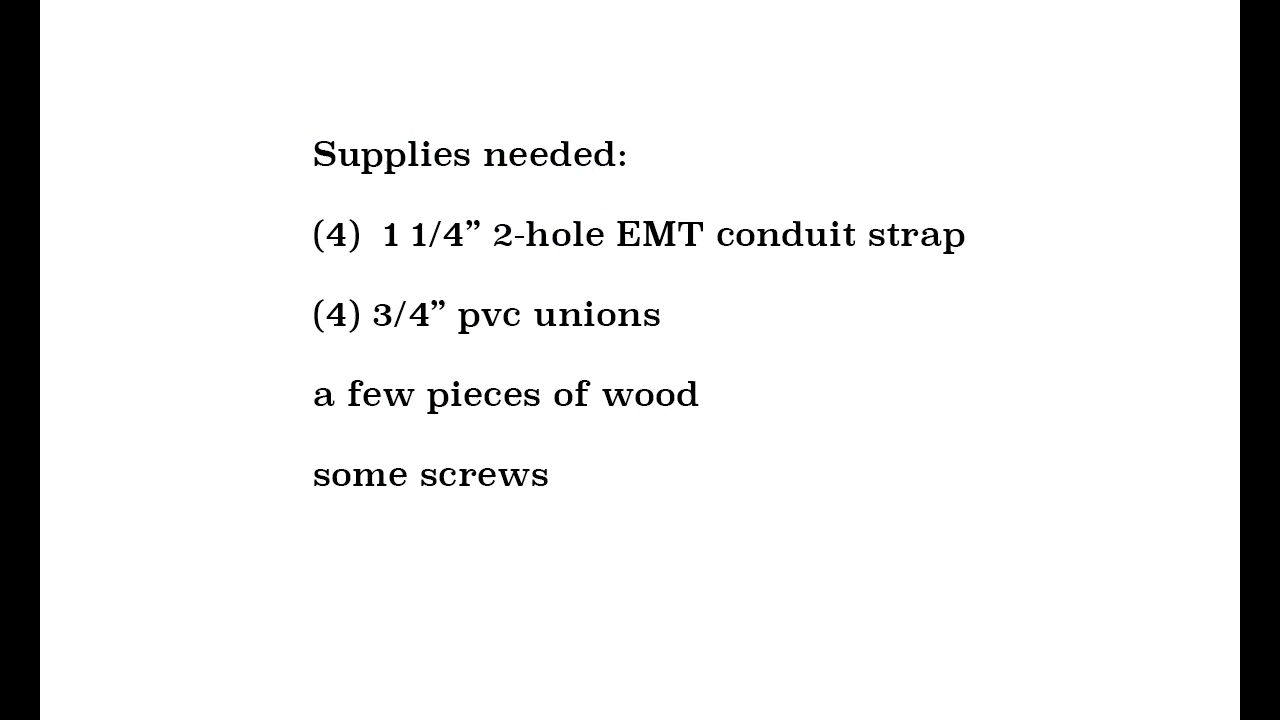 Supplies needed:
(4)  1 1/4” 2-hole EMT conduit strap
(4) 3/4” pvc unions
a few pieces of wood
some screws